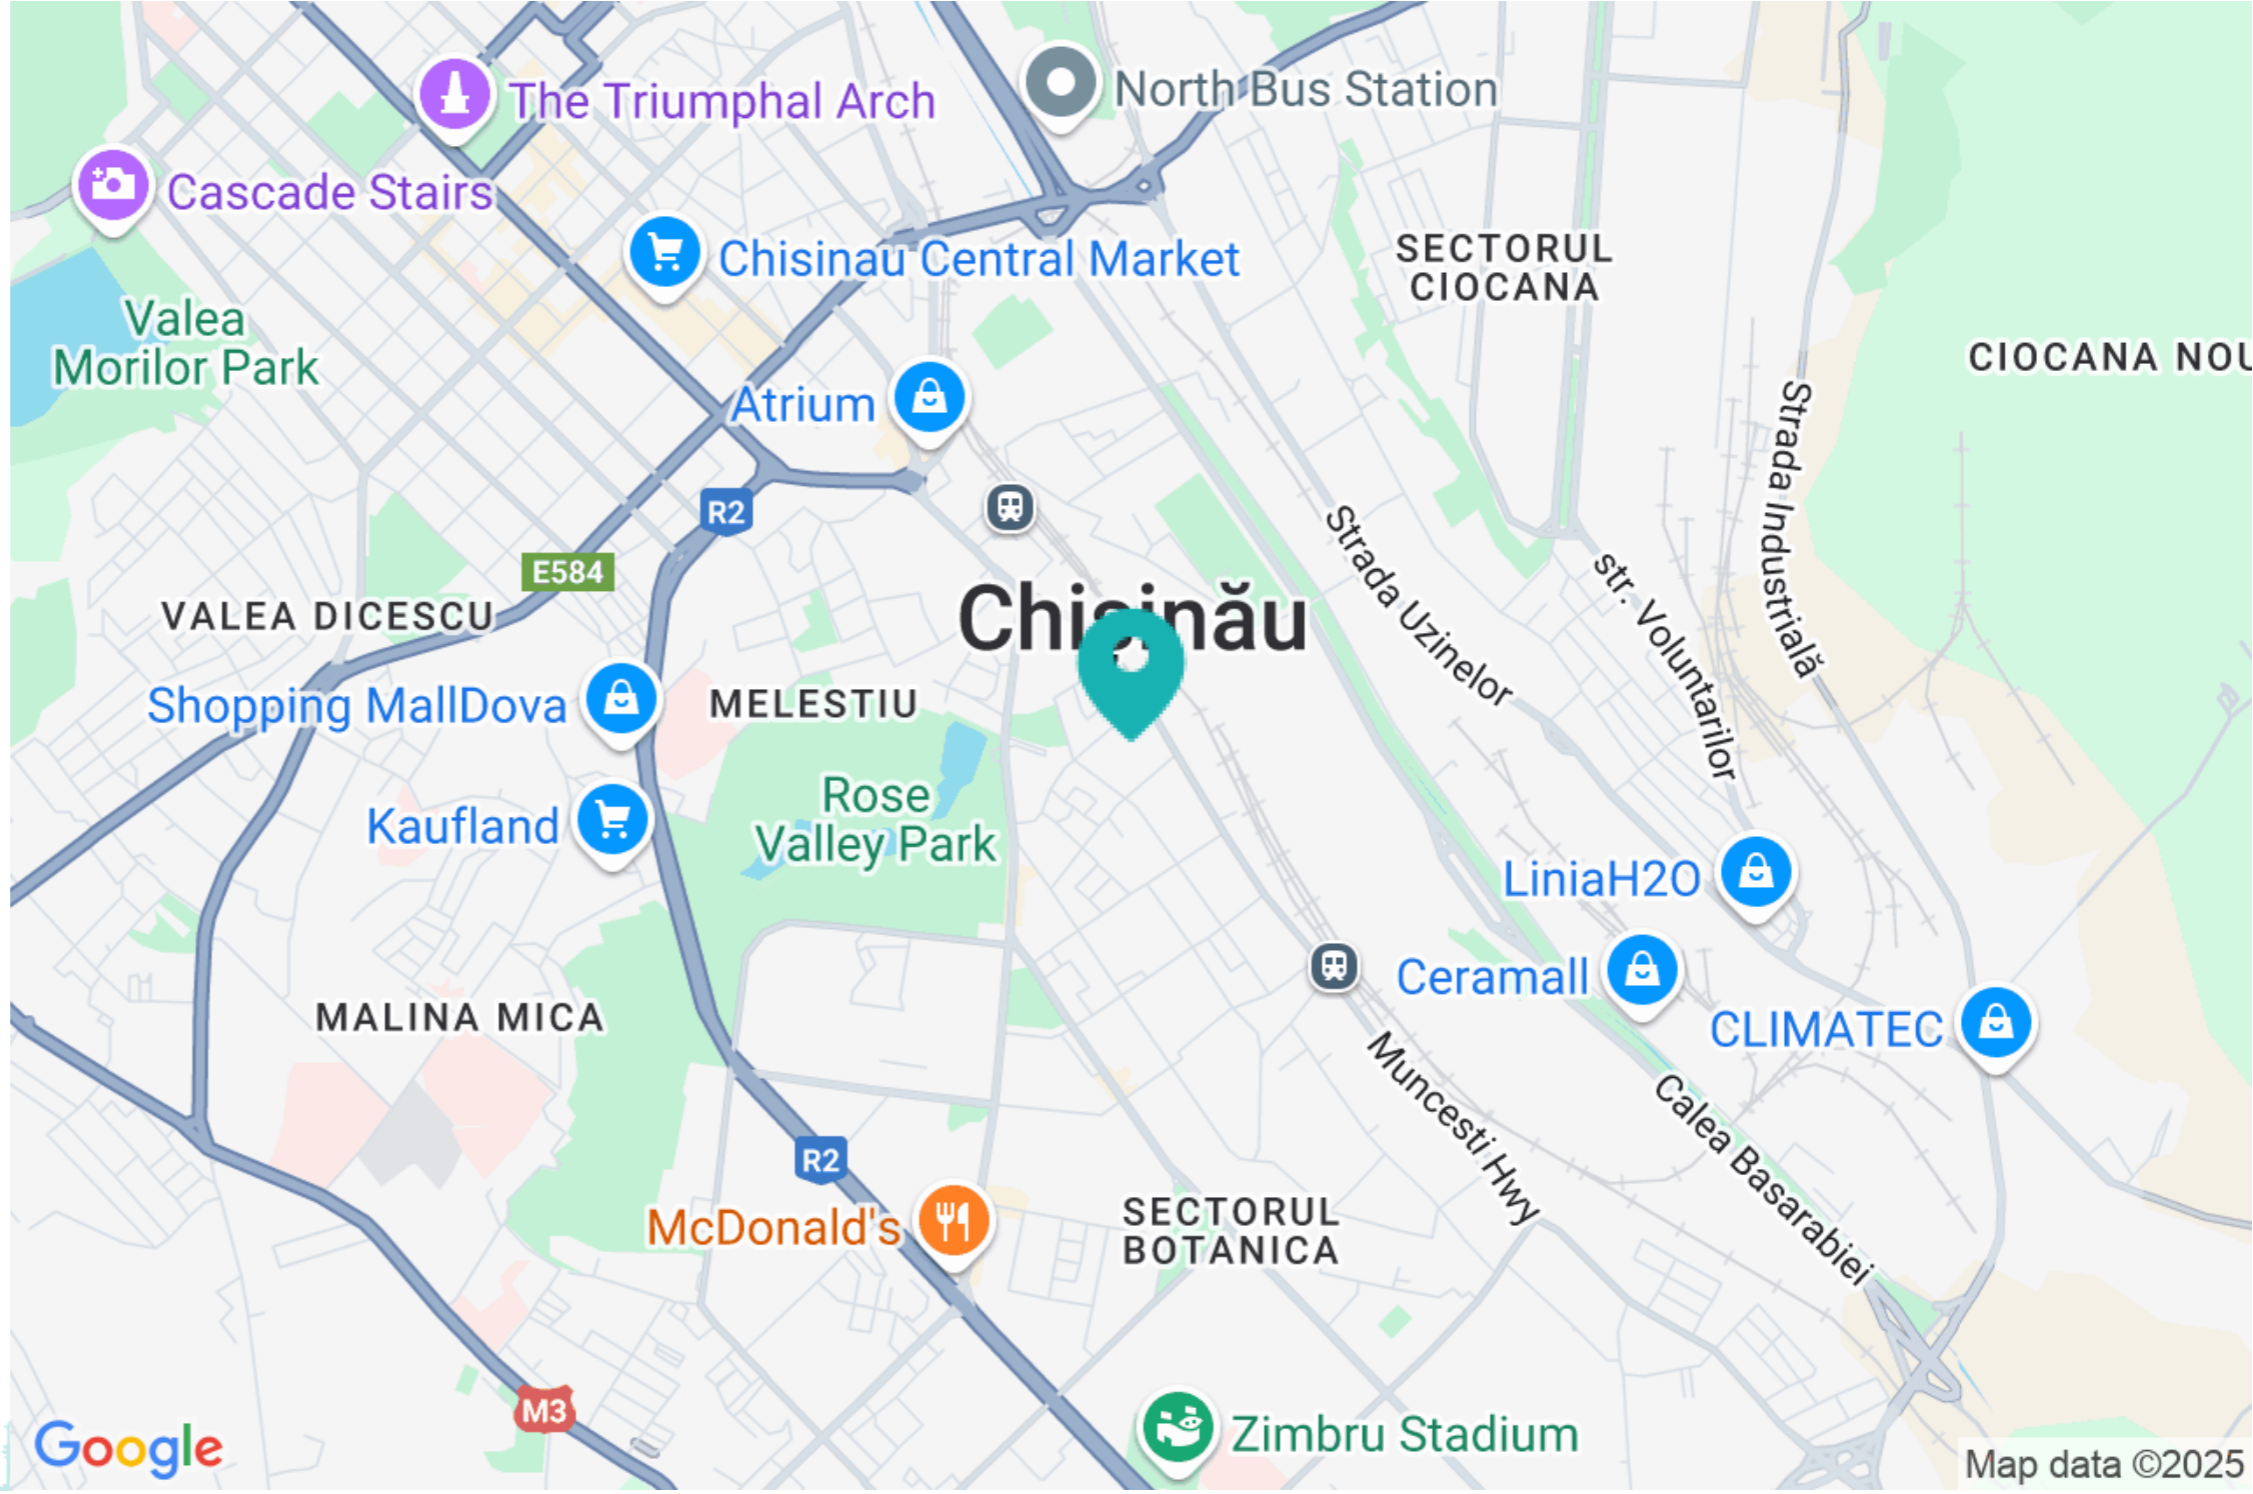 North Bus Station
The Triumphal Arch
Cascade Stairs
Chisinau Central Market
SECTORUL
CIOCANA
Valea
Morilor Park
CIOCANA NOU
Atrium
Strada Industrială
R2
Strada Uzinelor
str. Voluntarilor
E584
Chișinău
VALEA DICESCU
Shopping MallDova
MELESTIU
Rose
Valley Park
Kaufland
LiniaH2O
Ceramall
CLIMATEC
MALINA MICA
Muncesti Hwy
Calea Basarabiei
R2
McDonald's
SECTORUL
BOTANICA
M3
Zimbru Stadium
Google
Map data ©2025